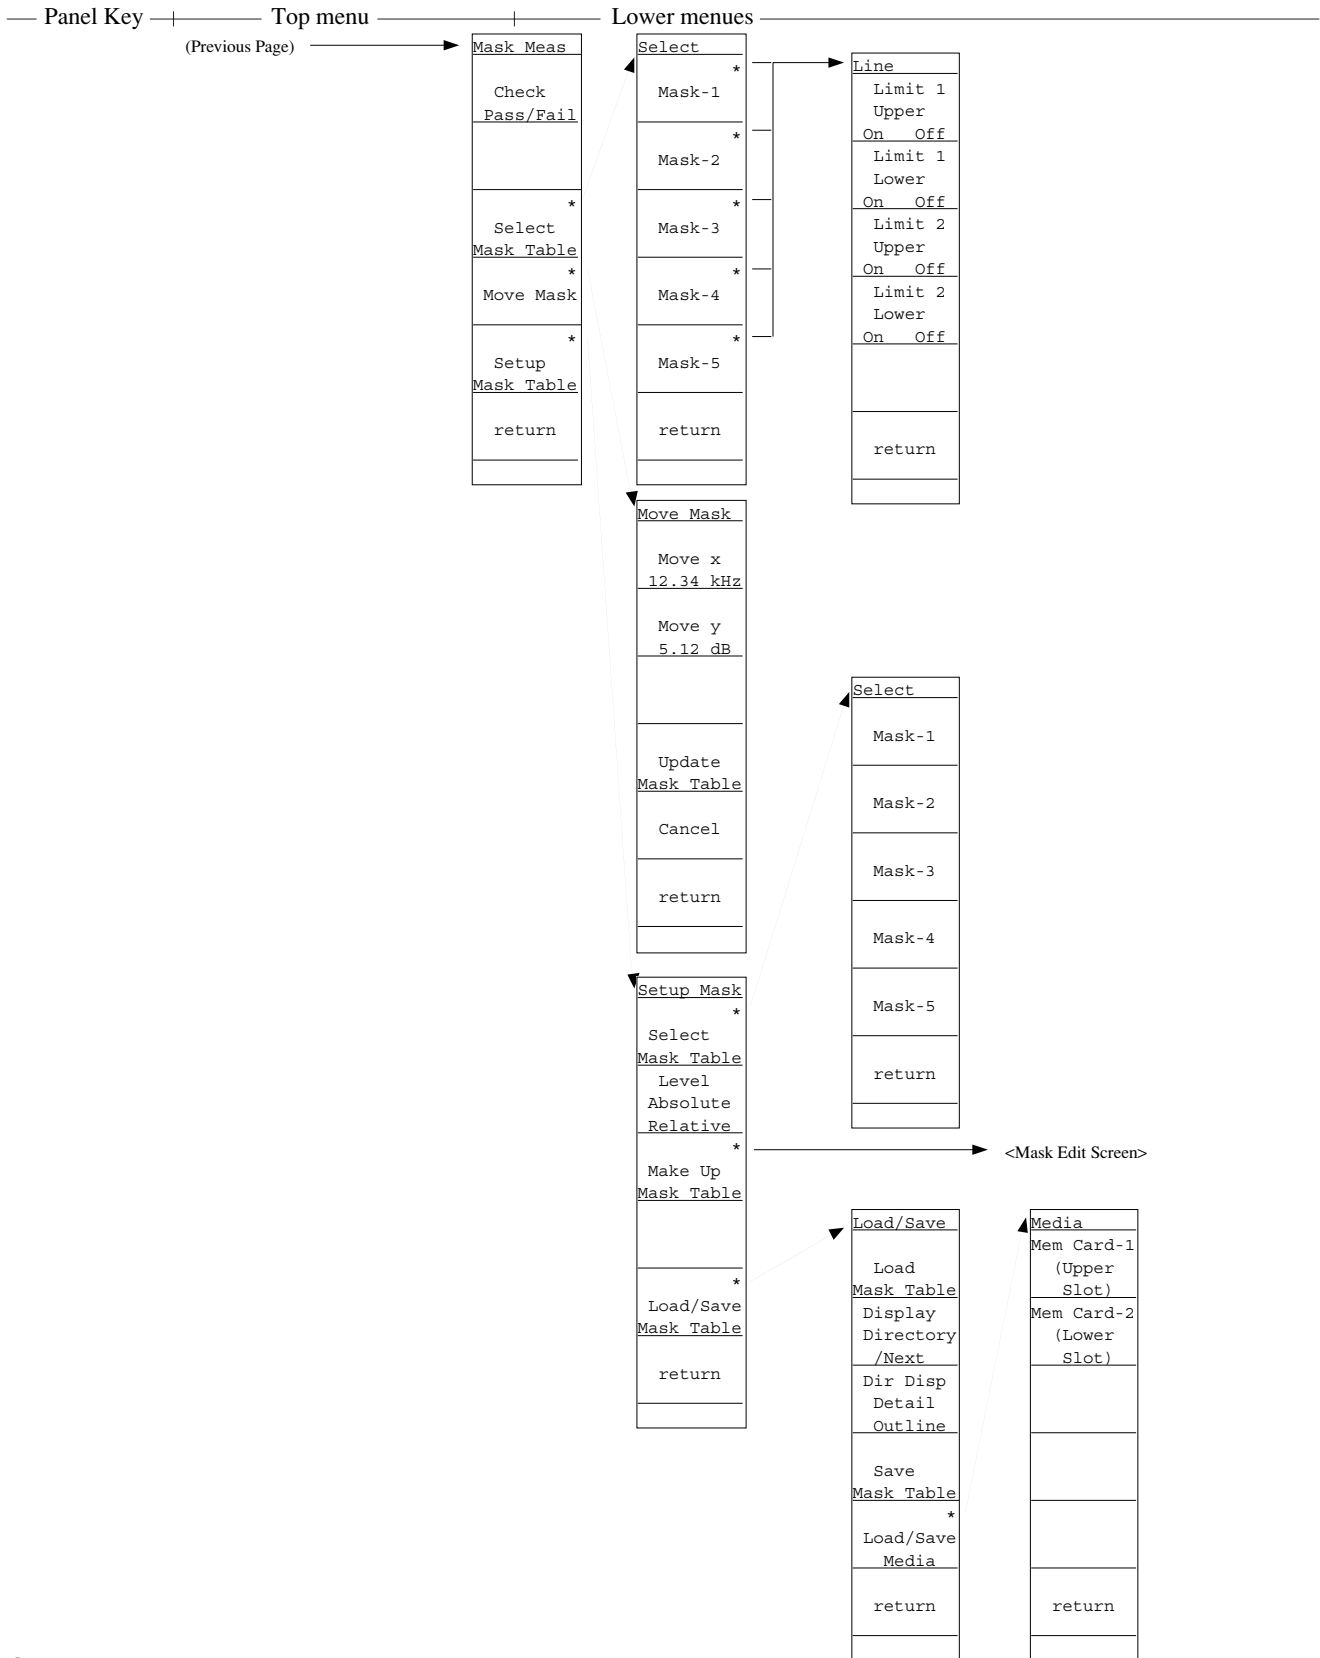 Panel Key
Top menu
Lower menues
(Previous Page)
Mask Meas
Check
Pass/Fail
*
Select
Mask Table
*
Move Mask
*
Setup
Mask Table
return
Select
*
Mask-1
*
Mask-2
*
Mask-3
*
Mask-4
*
Mask-5
return
Line
Limit 1
Upper
On Off
Limit 1
Lower
On Off
Limit 2
Upper
On Off
Limit 2
Lower
On Off
return
Move Mask
Move x
12.34 kHz
Move y
5.12 dB
Update
Mask Table
Cancel
return
Setup Mask
*
Select
Mask Table
Level
Absolute
Relative
*
Make Up
Mask Table
*
Load/Save
Mask Table
return
Select
Mask-1
Mask-2
Mask-3
Mask-4
Mask-5
return
<Mask Edit Screen>
Load/Save
Load
Mask Table
Display
Directory
/Next
Dir Disp
Detail
Outline
Save
Mask Table
*
Load/Save
Media
return
Media
Mem Card-1
(Upper
Slot)
Mem Card-2
(Lower
Slot)
return